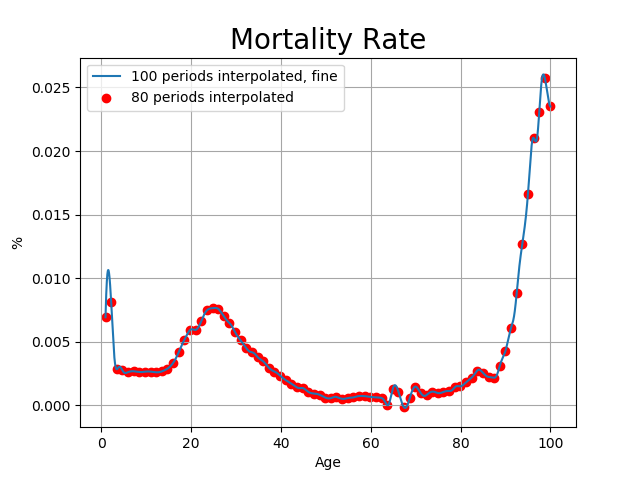 Mortality Rate
100 periods interpolated, fine
80 periods interpolated
0.025
0.020
0.015
0.010
0.005
0.000
%
0 20 40 60 80 100
Age